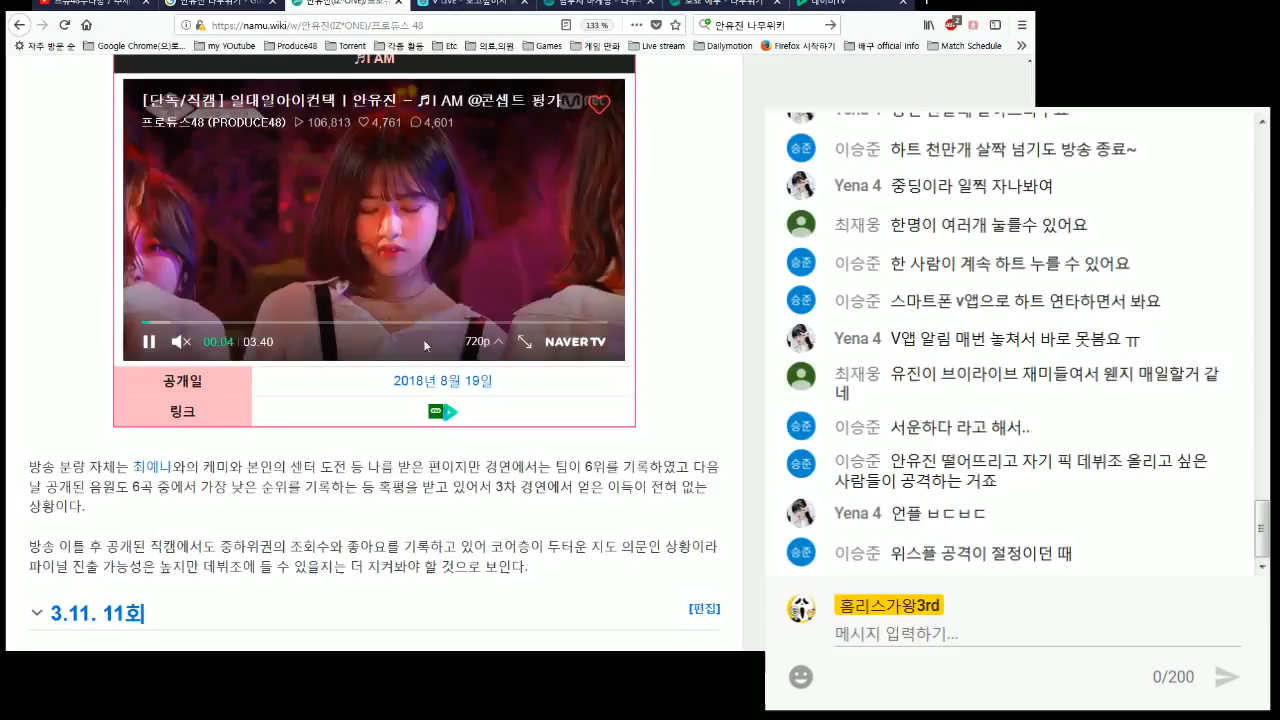 https://namu.wiki/w/안유진(IZ*ONE)/프로듀스 48
133 %
안유진 나무위키
자주 방문 순
Google Chrome(으)로...
my YouTube
Produce48
Torrent
각종 활동
Etc
의료,의원
Games
게임 만화
Live stream
Dailymotion
Firefox 시작하기
배구 official info
Match Schedule
♬I AM
[단독/직캠] 일대일아이컨택 | 안유진 - ♬I AM @콘셉트 평가
프로듀스48 (PRODUCE48) 106,813 4,761 4,601
00:04 03:40 720p NAVER TV
공개일 2018년 8월 19일
링크
방송 분량 자체는 최예나와의 케미와 본인의 센터 도전 등 나름 받은 편이지만 경연에서는 팀이 6위를 기록하였고 다음
날 공개된 음원도 6곡 중에서 가장 낮은 순위를 기록하는 등 혹평을 받고 있어서 3차 경연에서 얻은 이득이 전혀 없는
상황이다.
방송 이틀 후 공개된 직캠에서도 중하위권의 조회수와 좋아요를 기록하고 있어 코어층이 두터운 지도 의문인 상황이라
파이널 진출 가능성은 높지만 데뷔조에 들 수 있을지는 더 지켜봐야 할 것으로 보인다.
3.11. 11회 [편집]
승준 이승준 하트 천만개 살짝 넘기도 방송 종료~
Yena 4 중딩이라 일찍 자나봐여
최재웅 한명이 여러개 눌를수 있어요
승준 이승준 한 사람이 계속 하트 누를 수 있어요
승준 이승준 스마트폰 v앱으로 하트 연타하면서 봐요
Yena 4 V앱 알림 매번 놓쳐서 바로 못봄요 ㅠ
최재웅 유진이 브이라이브 재미들여서 웬지 매일할거 같
네
승준 이승준 서운하다 라고 해서..
승준 이승준 안유진 떨어뜨리고 자기 픽 데뷔조 올리고 싶은
사람들이 공격하는 거죠
Yena 4 언플 ㅂㄷㅂㄷ
승준 이승준 위스플 공격이 절정이던 때
홈리스가왕3rd
메시지 입력하기...
0/200